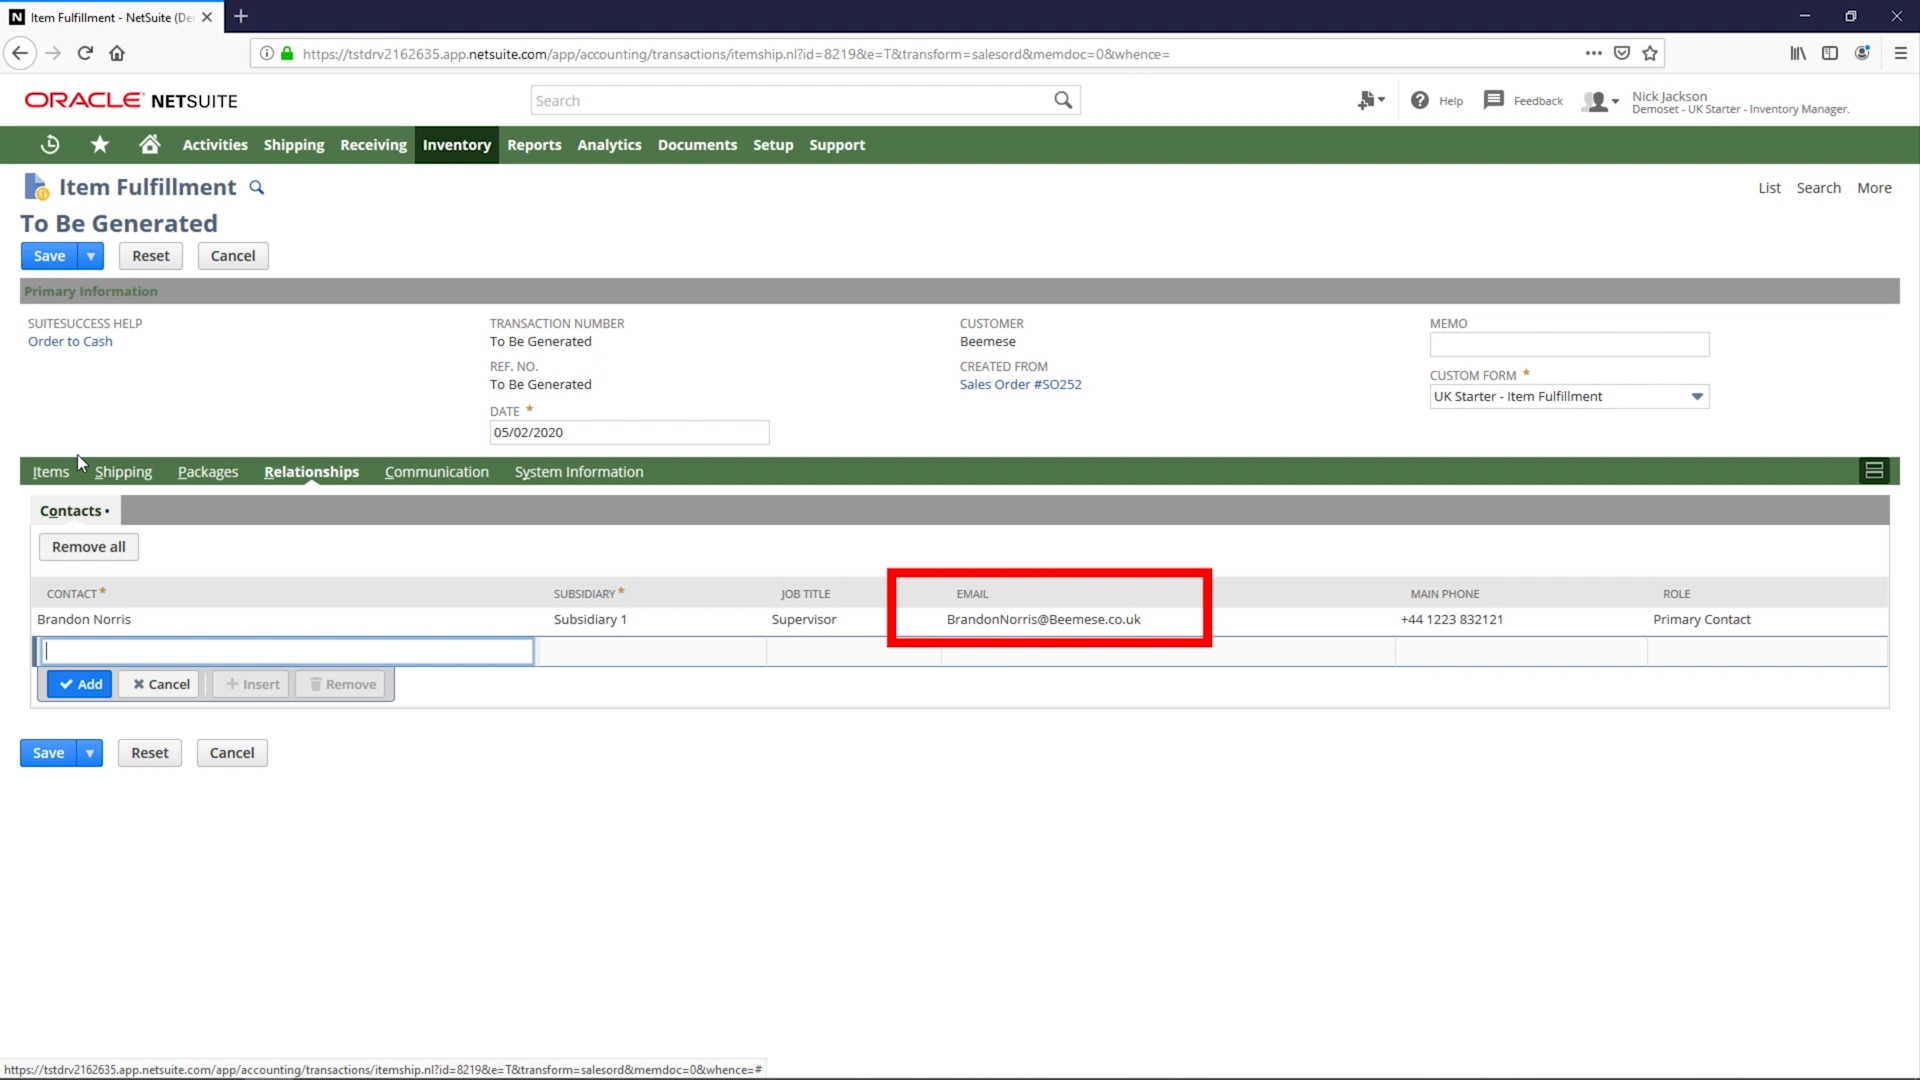 Item Fulfillment - NetSuite (De
https://tstdrv2162635.app.netsuite.com/app/accounting/transactions/itemship.nl?id=8219&e=T&transform=salesord&memdoc=0&whence=
ORACLE NETSUITE
Search
Help
Feedback
Nick Jackson
Demoset - UK Starter - Inventory Manager.
Activities Shipping Receiving Inventory Reports Analytics Documents Setup Support
Item Fulfillment
List Search More
To Be Generated
Save Reset Cancel
Primary Information
SUITESUCCESS HELP
Order to Cash
TRANSACTION NUMBER
To Be Generated
REF. NO.
To Be Generated
DATE *
05/02/2020
CUSTOMER
Beemese
CREATED FROM
Sales Order #SO252
MEMO
CUSTOM FORM *
UK Starter - Item Fulfillment
Items Shipping Packages Relationships Communication System Information
Contacts •
Remove all
CONTACT* SUBSIDIARY* JOB TITLE EMAIL MAIN PHONE ROLE
Brandon Norris Subsidiary 1 Supervisor BrandonNorris@Beemese.co.uk +44 1223 832121 Primary Contact
Add Cancel Insert Remove
Save Reset Cancel
https://tstdrv2162635.app.netsuite.com/app/accounting/transactions/itemship.nl?id=8219&e=T&transform=salesord&memdoc=0&whence=#